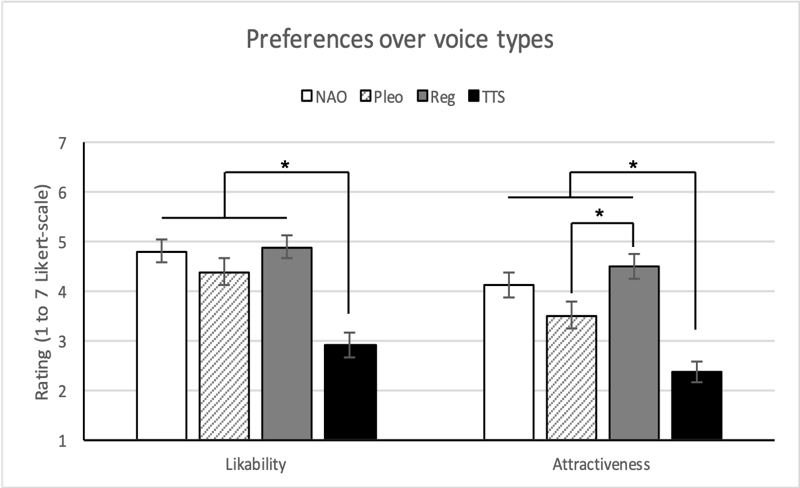 Preferences over voice types
NAO Pleo Reg TTS
Rating (1 to 7 Likert-scale)
7
6
5
4
3
2
1
*
*
*
Likability
Attractiveness